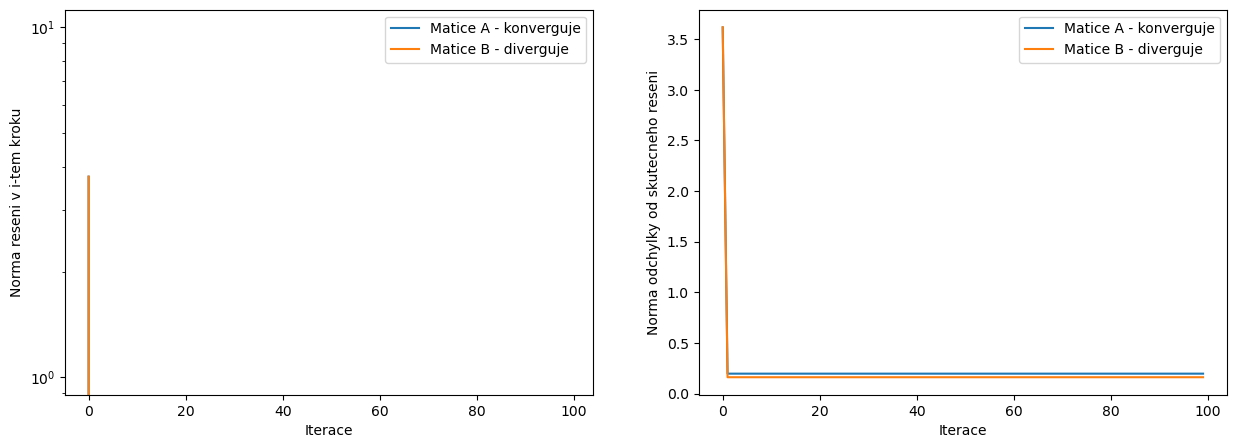 10¹
10⁰
Norma reseni v i-tem kroku
Matice A - konverguje
Matice B - diverguje
0 20 40 60 80 100
Iterace
3.5
3.0
2.5
2.0
1.5
1.0
0.5
0.0
Norma odchylky od skutecneho reseni
Matice A - konverguje
Matice B - diverguje
0 20 40 60 80 100
Iterace